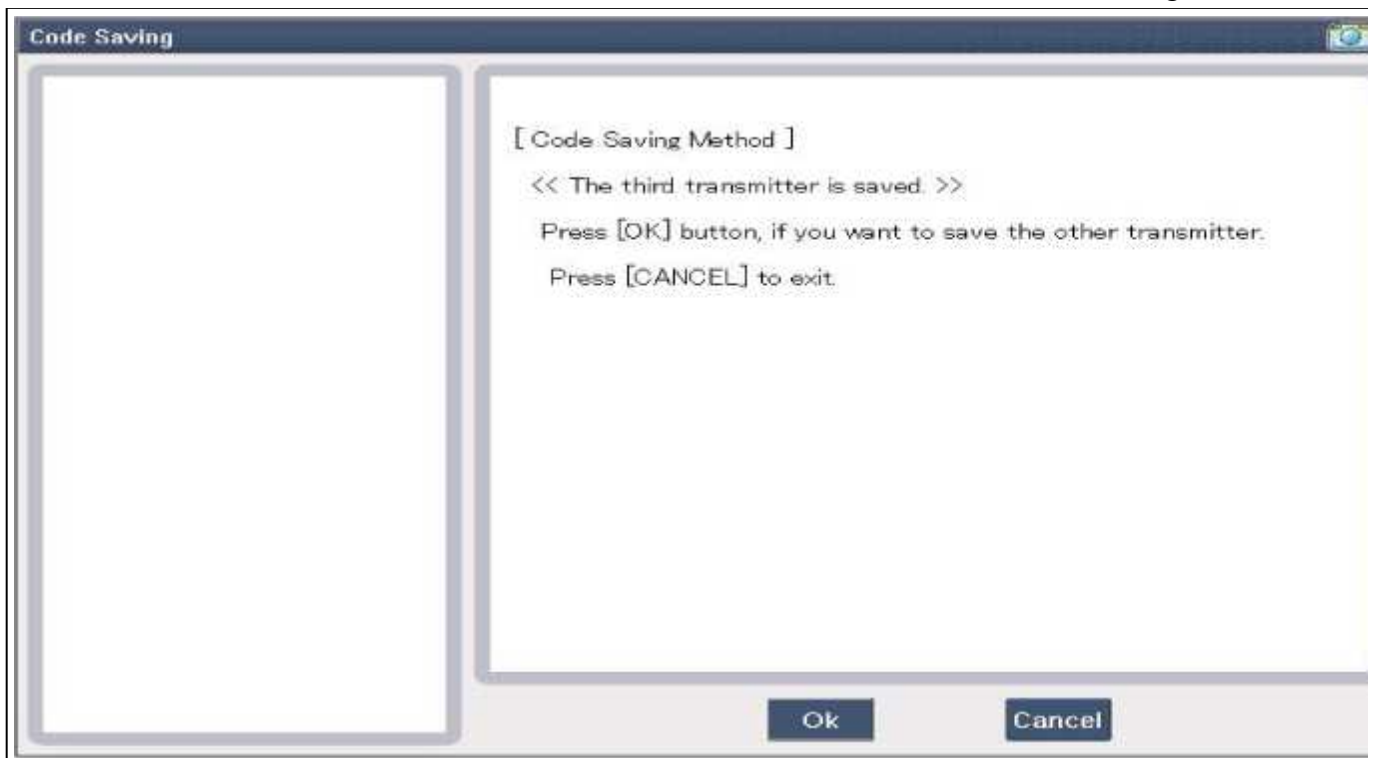 Code Saving
[ Code Saving Method ]
<< The third transmitter is saved. >>
Press [OK] button, if you want to save the other transmitter.
Press [CANCEL] to exit.
Ok
Cancel